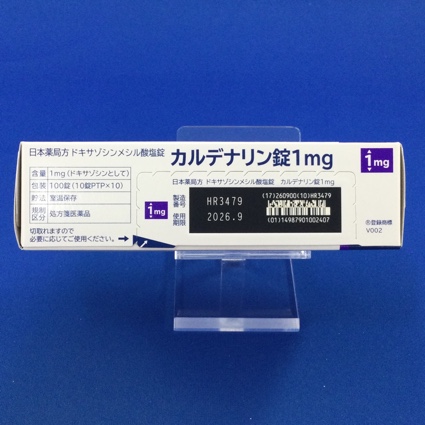 日本薬局方 ドキサゾシンメシル酸塩錠 カルデナリン錠1mg
1mg
含量 1mg(ドキサゾシンとして)
包装 100錠(10錠PTP×10)
貯法 室温保存
規制区分 処方箋医薬品
切取れますので
必要に応じてご使用ください。
日本薬局方 ドキサゾシンメシル酸塩錠 カルデナリン錠1mg
1mg
製造番号 HR3479
使用期限 2026.9
(17)260900(10)HR3479
(01)14987901002407
®登録商標
V002